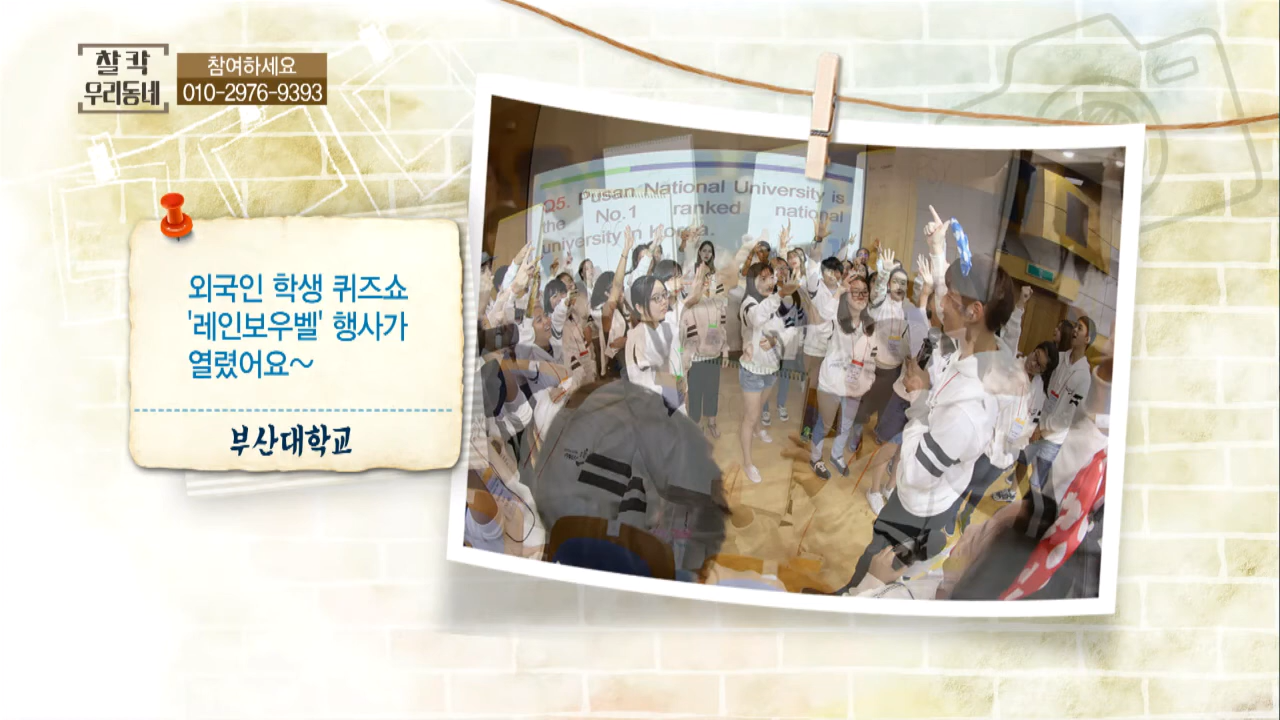 찰칵
우리동네
참여하세요
010-2976-9393
외국인 학생 퀴즈쇼
'레인보우벨' 행사가
열렸어요~
부산대학교
Q5. Pusan National University is
the No.1 ranked national
university in Korea.